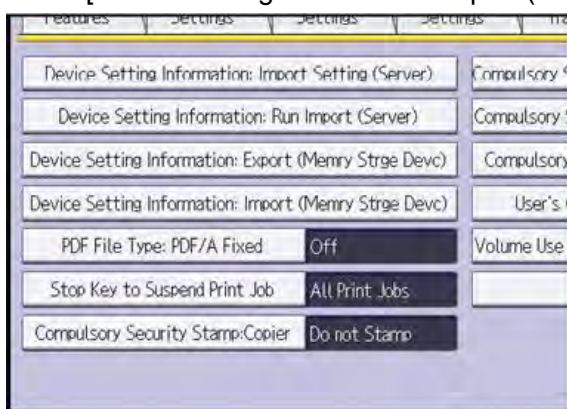 Features Settings Settings
Device Setting Information: Import Setting (Server) Compulsory
Device Setting Information: Run Import (Server) Compulsory
Device Setting Information: Export (Memry Strge Devc) Compulsory
Device Setting Information: Import (Memry Strge Devc) User's
PDF File Type: PDF/A Fixed Off Volume Use
Stop Key to Suspend Print Job All Print Jobs
Compulsory Security Stamp:Copier Do not Stamp